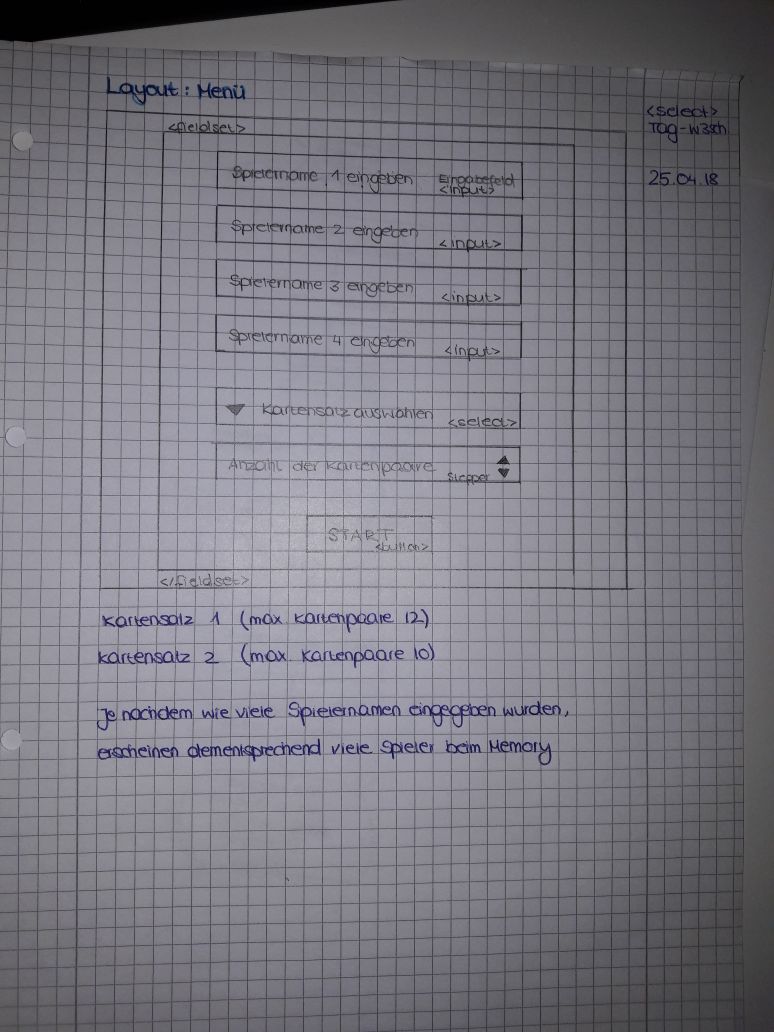 Layout: Menü
<select>
Tag-W3sch
25.04.18
<fieldset>
Spielername 1 eingeben Eingabefeld
<input>
Spielername 2 eingeben <input>
Spielername 3 eingeben <input>
Spielername 4 eingeben <input>
Kartensatz auswählen <select>
Anzahl der Kartenpaare Stepper
START
<button>
</fieldset>
Kartensatz 1 (max Kartenpaare 12)
Kartensatz 2 (max. Kartenpaare 10)
Je nachdem wie viele Spielernamen eingegeben wurden,
erscheinen dementsprechend viele Spieler beim Memory